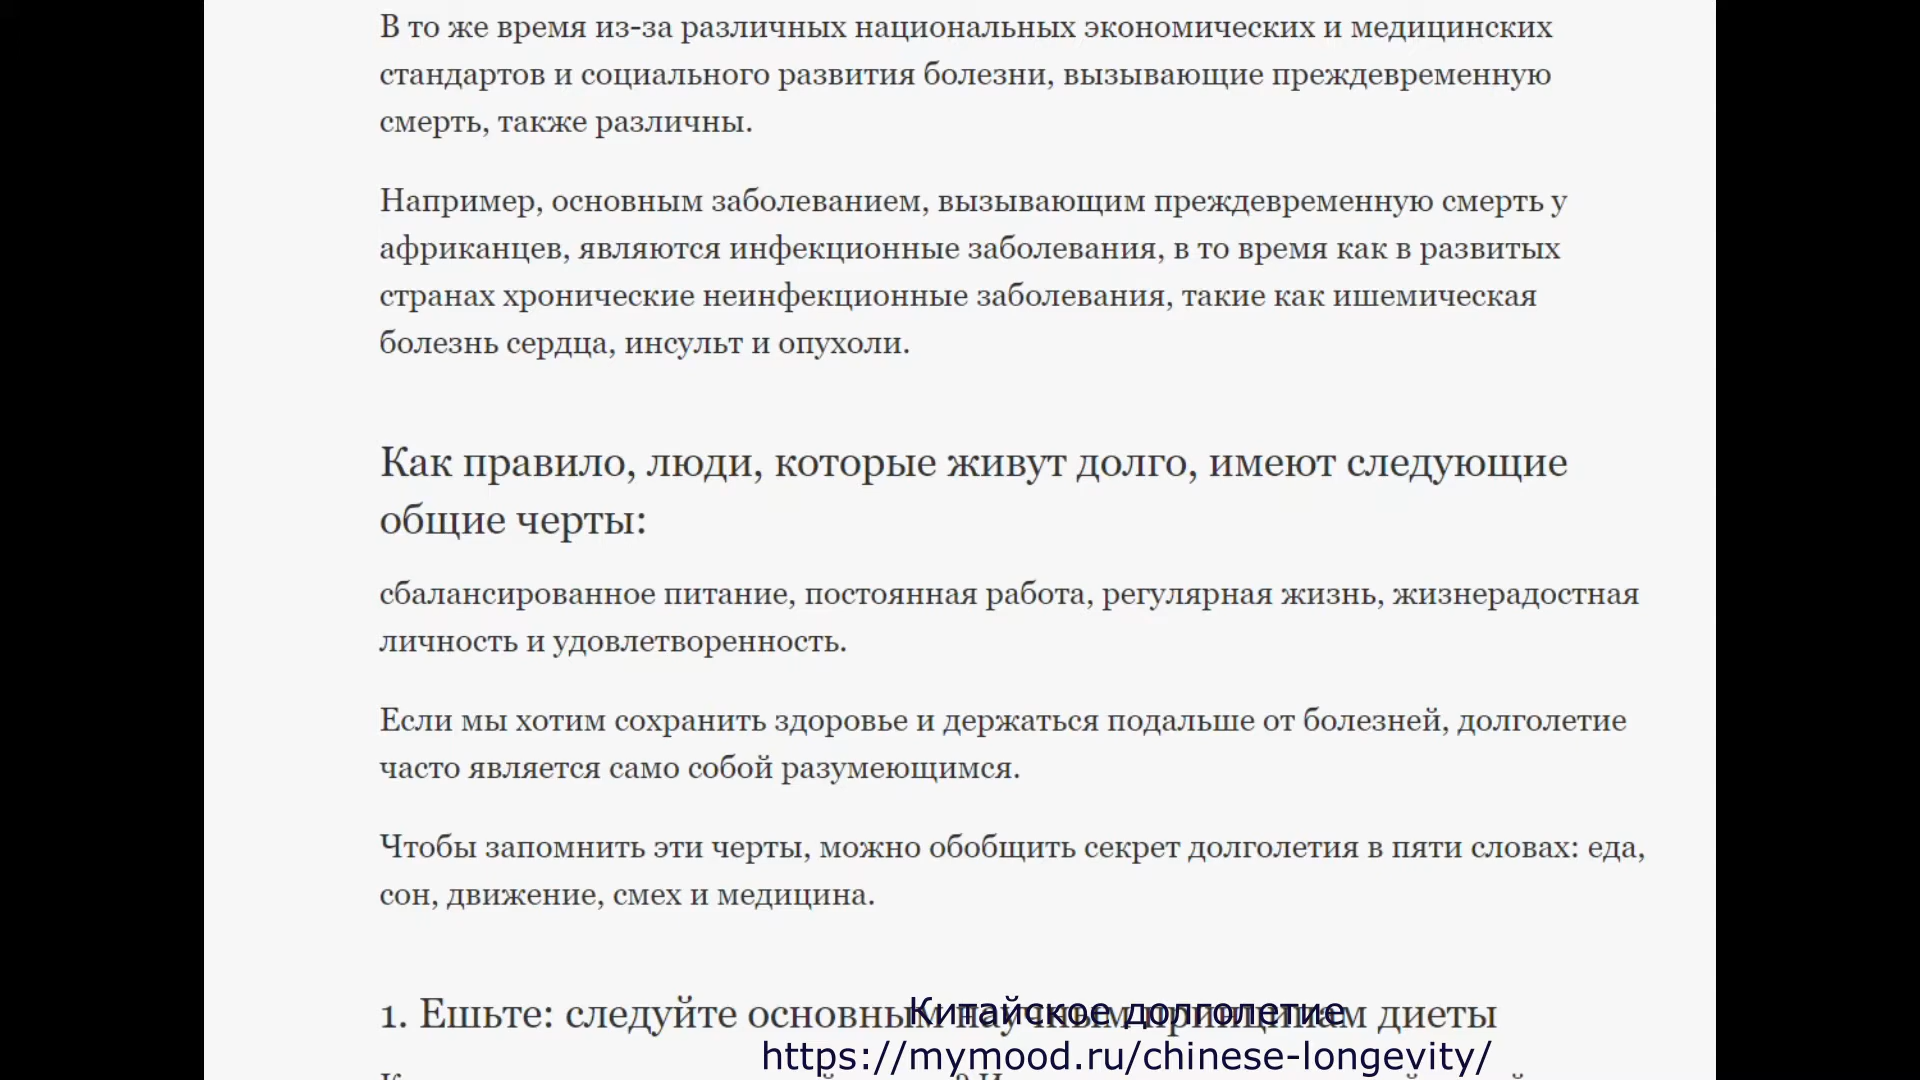 В то же время из-за различных национальных экономических и медицинских
стандартов и социального развития болезни, вызывающие преждевременную
смерть, также различны.
Например, основным заболеванием, вызывающим преждевременную смерть у
африканцев, являются инфекционные заболевания, в то время как в развитых
странах хронические неинфекционные заболевания, такие как ишемическая
болезнь сердца, инсульт и опухоли.
Как правило, люди, которые живут долго, имеют следующие
общие черты:
сбалансированное питание, постоянная работа, регулярная жизнь, жизнерадостная
личность и удовлетворенность.
Если мы хотим сохранить здоровье и держаться подальше от болезней, долголетие
часто является само собой разумеющимся.
Чтобы запомнить эти черты, можно обобщить секрет долголетия в пяти словах: еда,
сон, движение, смех и медицина.
1. Ешьте: следуйте основным научным принципам диеты
Китайское долголетие
https://mymood.ru/chinese-longevity/